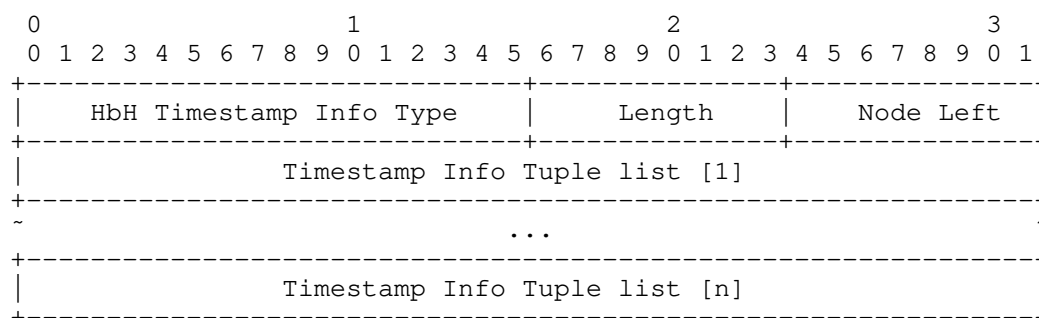 0                   1                   2                   3
0 1 2 3 4 5 6 7 8 9 0 1 2 3 4 5 6 7 8 9 0 1 2 3 4 5 6 7 8 9 0 1
+-------------------------------+---------------+---------------
|    HbH Timestamp Info Type    |     Length    |    Node Left
+-------------------------------+---------------+---------------
|                Timestamp Info Tuple list [1]
+---------------------------------------------------------------
~                              ...                              ~
+---------------------------------------------------------------
|                Timestamp Info Tuple list [n]
+---------------------------------------------------------------